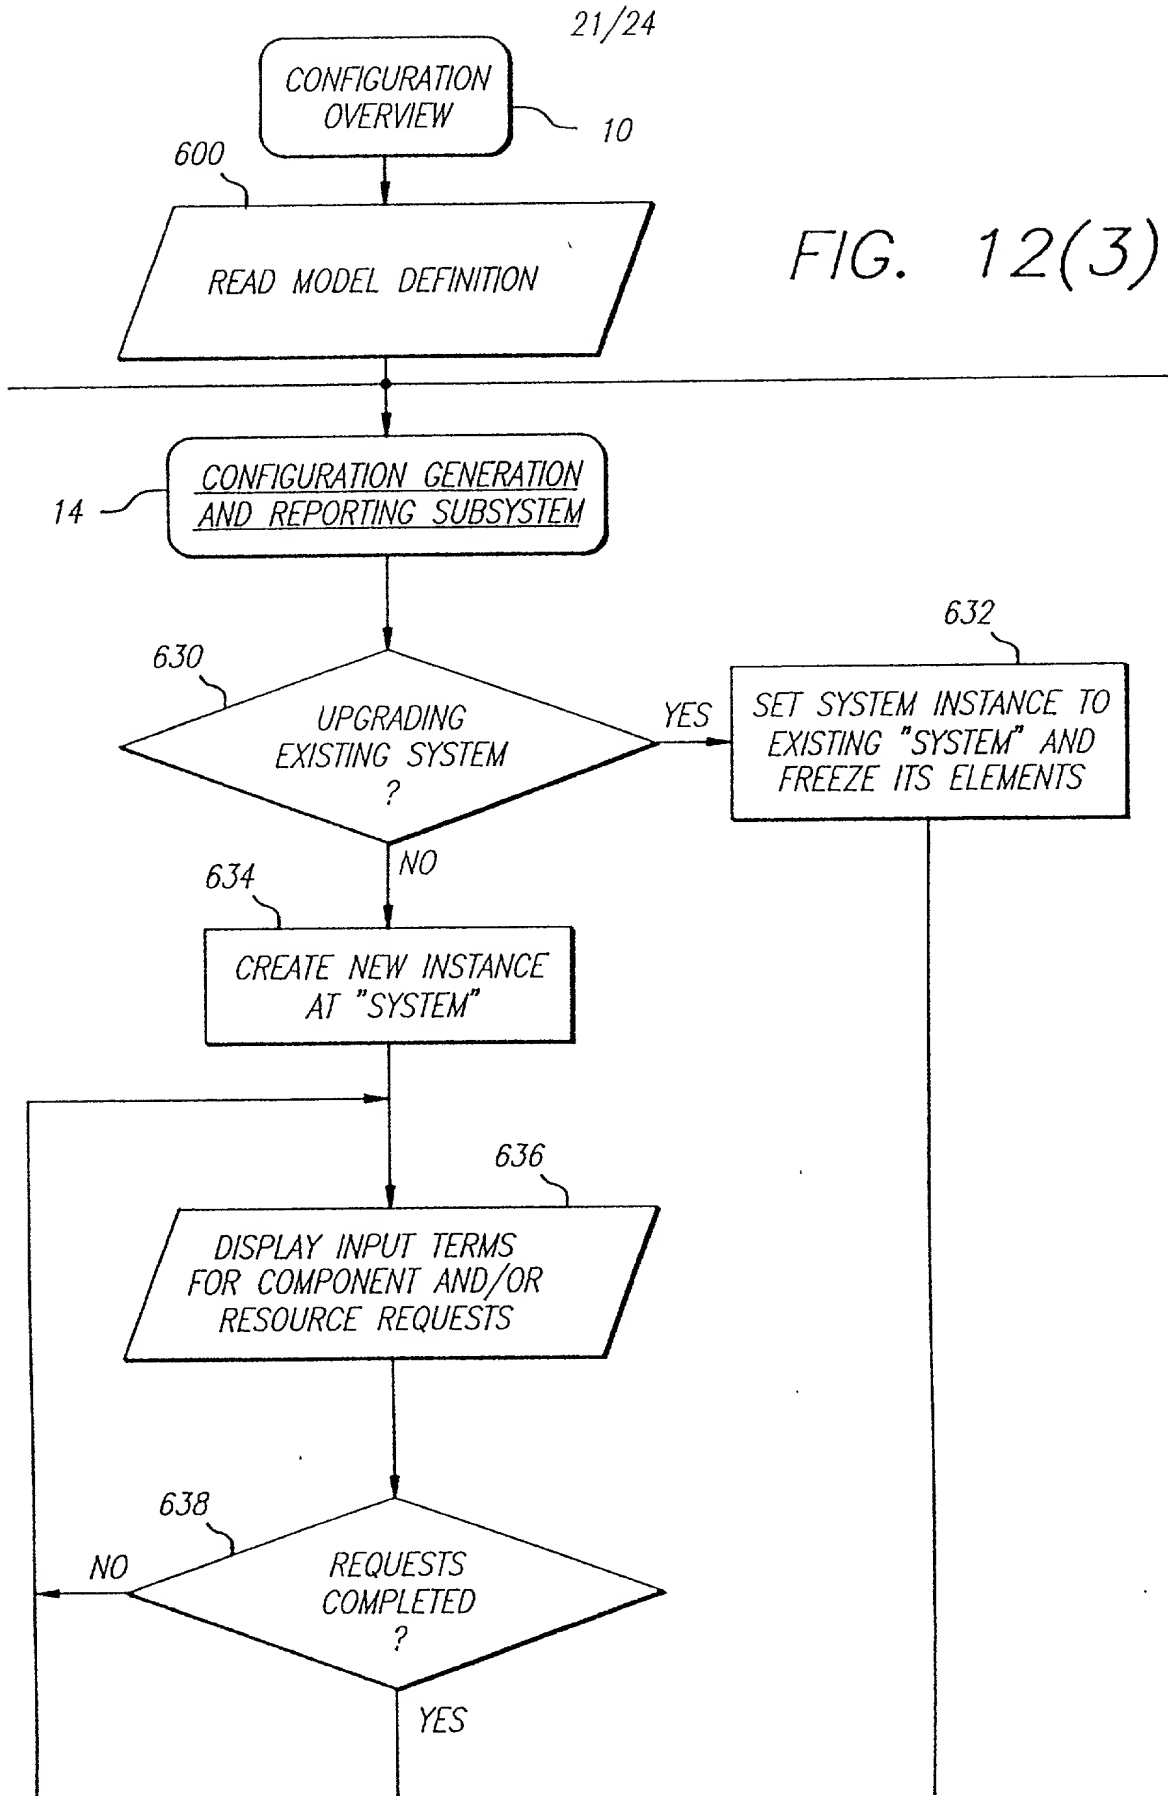 21/24
CONFIGURATION
OVERVIEW
10
600
READ MODEL DEFINITION
FIG. 12(3)
CONFIGURATION GENERATION
AND REPORTING SUBSYSTEM
14
630
UPGRADING
EXISTING SYSTEM
?
YES
632
SET SYSTEM INSTANCE TO
EXISTING "SYSTEM" AND
FREEZE ITS ELEMENTS
NO
634
CREATE NEW INSTANCE
AT "SYSTEM"
636
DISPLAY INPUT TERMS
FOR COMPONENT AND/OR
RESOURCE REQUESTS
638
NO
REQUESTS
COMPLETED
?
YES